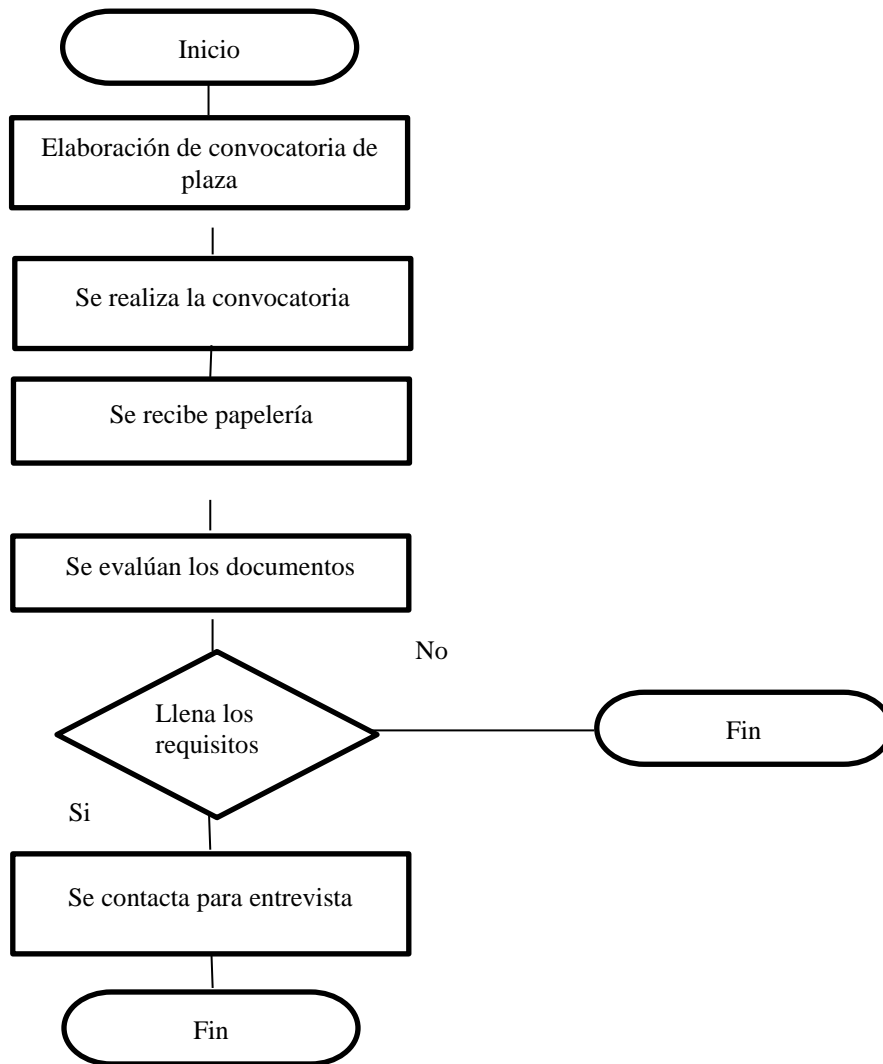 Inicio
Elaboración de convocatoria de
plaza
Se realiza la convocatoria
Se recibe papelería
Se evalúan los documentos
No
Llena los
requisitos
Fin
Si
Se contacta para entrevista
Fin